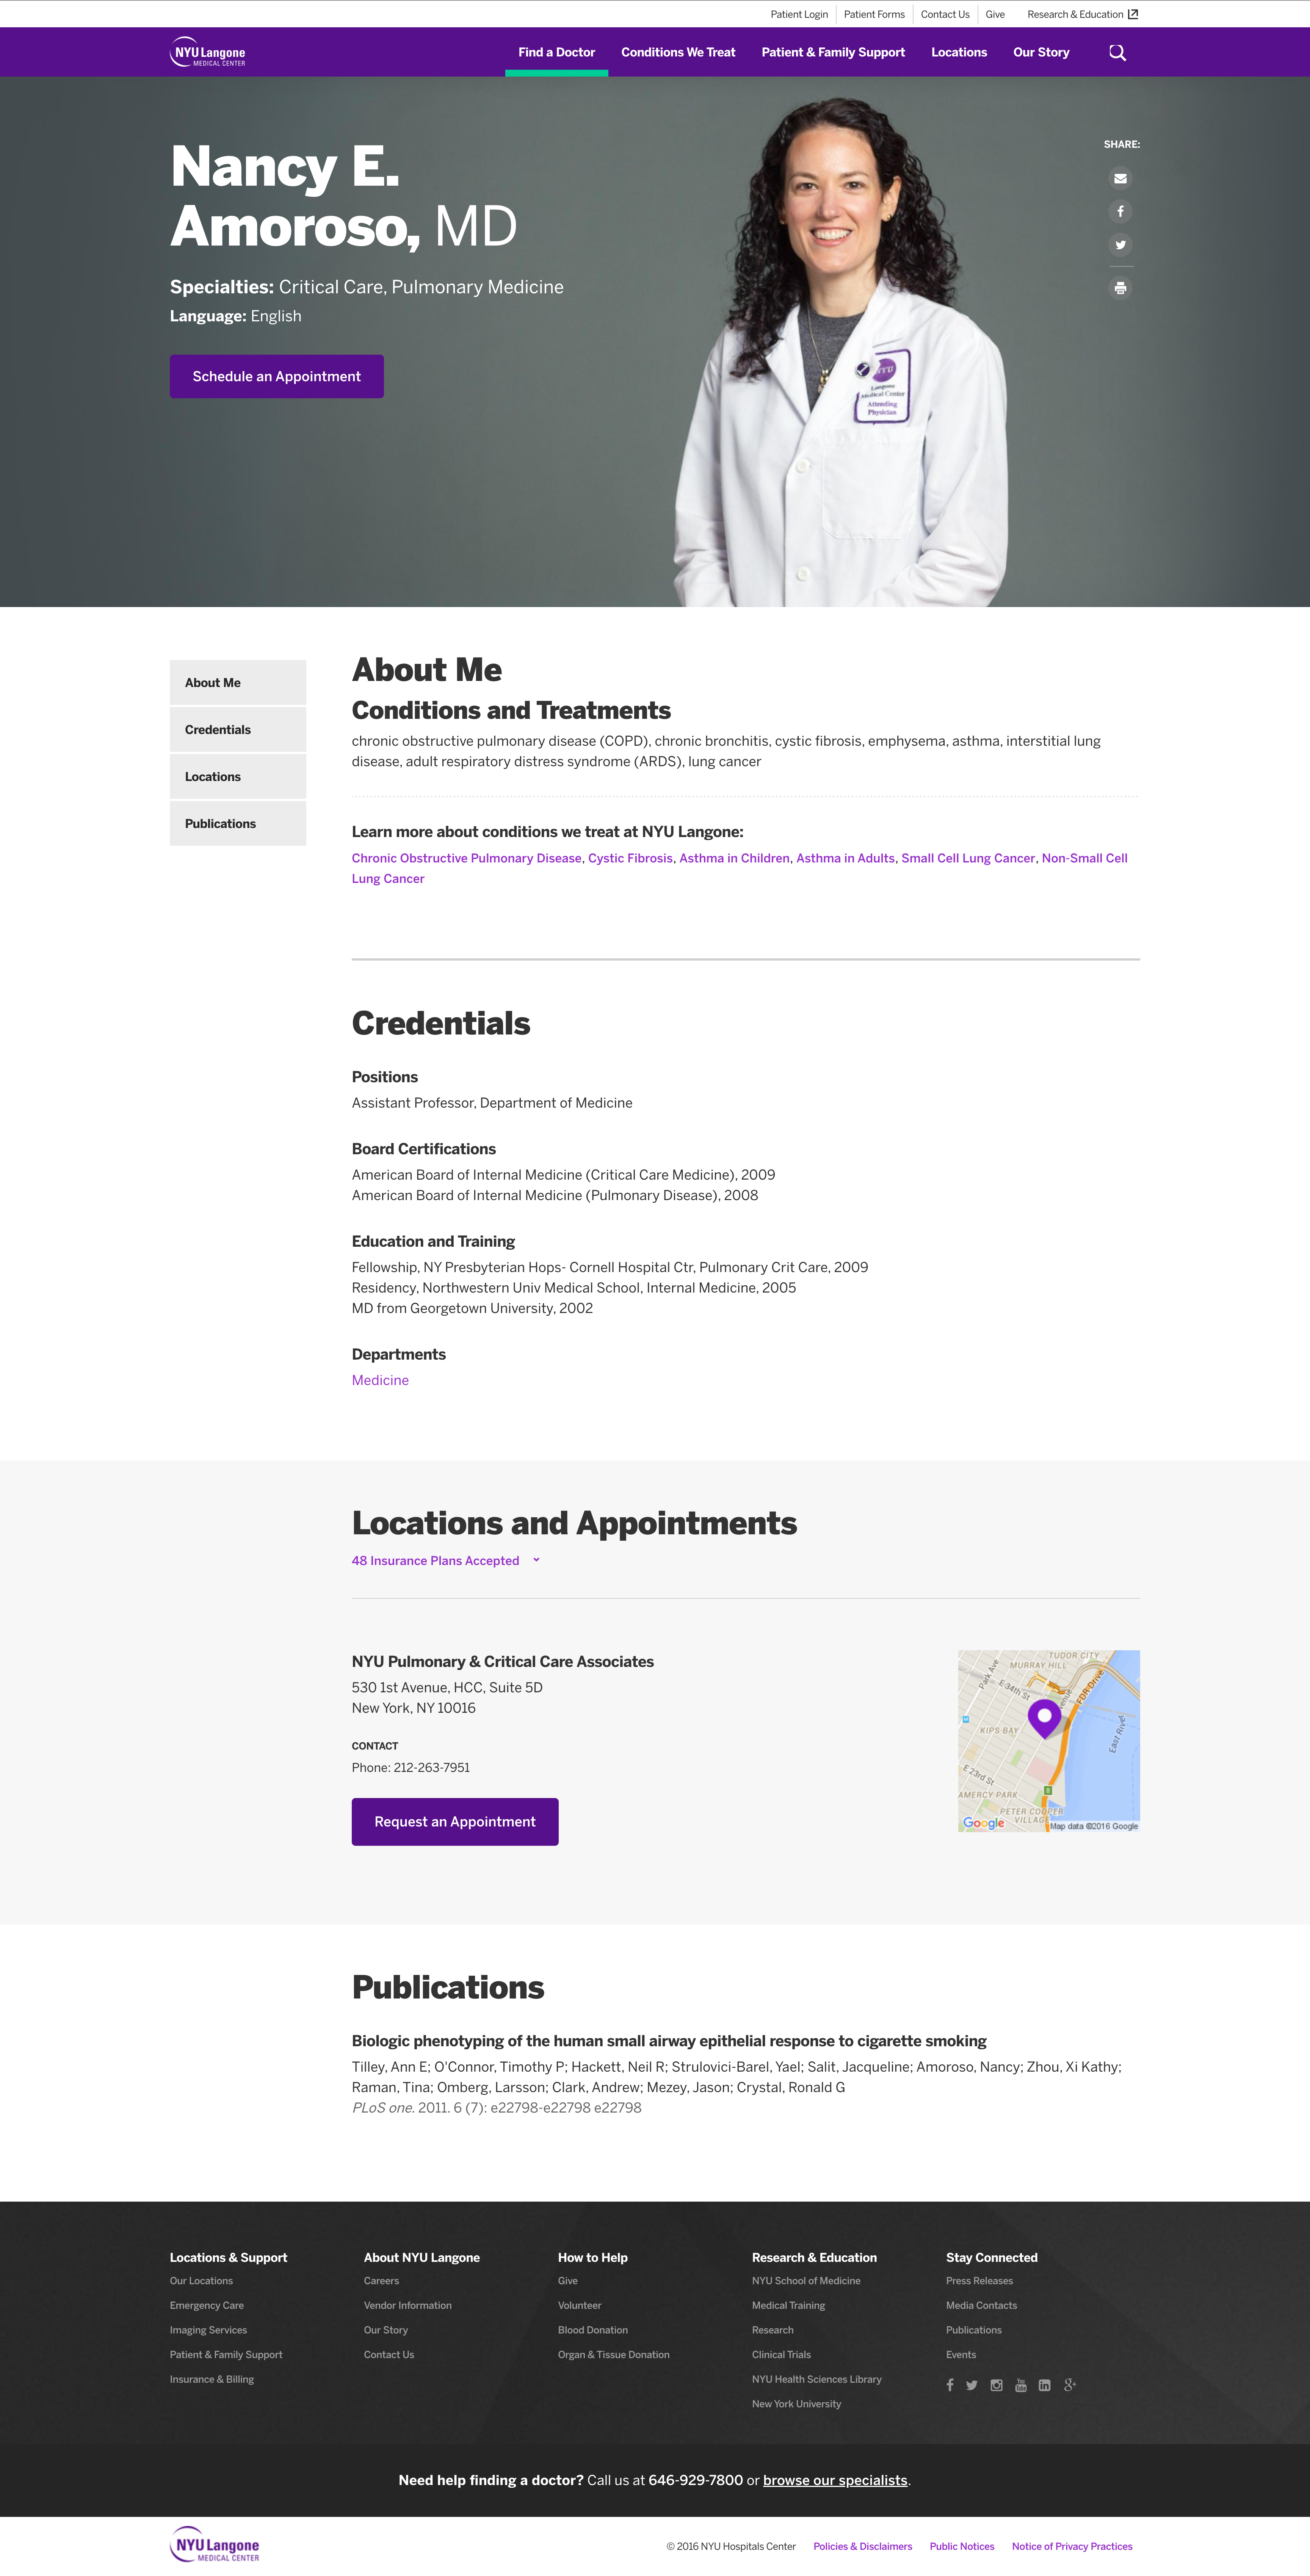 Patient Login Patient Forms Contact Us Give Research & Education
NYU Langone
MEDICAL CENTER
Find a Doctor Conditions We Treat Patient & Family Support Locations Our Story
Nancy E.
Amoroso, MD
Specialties: Critical Care, Pulmonary Medicine
Language: English
Schedule an Appointment
SHARE:
NYU
Langone
Medical Center
Attending
Physician
About Me
Credentials
Locations
Publications
About Me
Conditions and Treatments
chronic obstructive pulmonary disease (COPD), chronic bronchitis, cystic fibrosis, emphysema, asthma, interstitial lung
disease, adult respiratory distress syndrome (ARDS), lung cancer
Learn more about conditions we treat at NYU Langone:
Chronic Obstructive Pulmonary Disease, Cystic Fibrosis, Asthma in Children, Asthma in Adults, Small Cell Lung Cancer, Non-Small Cell
Lung Cancer
Credentials
Positions
Assistant Professor, Department of Medicine
Board Certifications
American Board of Internal Medicine (Critical Care Medicine), 2009
American Board of Internal Medicine (Pulmonary Disease), 2008
Education and Training
Fellowship, NY Presbyterian Hops- Cornell Hospital Ctr, Pulmonary Crit Care, 2009
Residency, Northwestern Univ Medical School, Internal Medicine, 2005
MD from Georgetown University, 2002
Departments
Medicine
Locations and Appointments
48 Insurance Plans Accepted
NYU Pulmonary & Critical Care Associates
530 1st Avenue, HCC, Suite 5D
New York, NY 10016
CONTACT
Phone: 212-263-7951
Request an Appointment
TUDOR CITY
MURRAY HILL
Park Ave
E 34th St
FDR Drive
KIPS BAY
East River
E 23rd St
AMERCY PARK
PETER COOPER
VILLAGE
Google
Map data ©2016 Google
Publications
Biologic phenotyping of the human small airway epithelial response to cigarette smoking
Tilley, Ann E; O'Connor, Timothy P; Hackett, Neil R; Strulovici-Barel, Yael; Salit, Jacqueline; Amoroso, Nancy; Zhou, Xi Kathy;
Raman, Tina; Omberg, Larsson; Clark, Andrew; Mezey, Jason; Crystal, Ronald G
PLoS one. 2011. 6 (7): e22798-e22798 e22798
Locations & Support
Our Locations
Emergency Care
Imaging Services
Patient & Family Support
Insurance & Billing
About NYU Langone
Careers
Vendor Information
Our Story
Contact Us
How to Help
Give
Volunteer
Blood Donation
Organ & Tissue Donation
Research & Education
NYU School of Medicine
Medical Training
Research
Clinical Trials
NYU Health Sciences Library
New York University
Stay Connected
Press Releases
Media Contacts
Publications
Events
Need help finding a doctor? Call us at 646-929-7800 or browse our specialists.
NYU Langone
MEDICAL CENTER
© 2016 NYU Hospitals Center Policies & Disclaimers Public Notices Notice of Privacy Practices